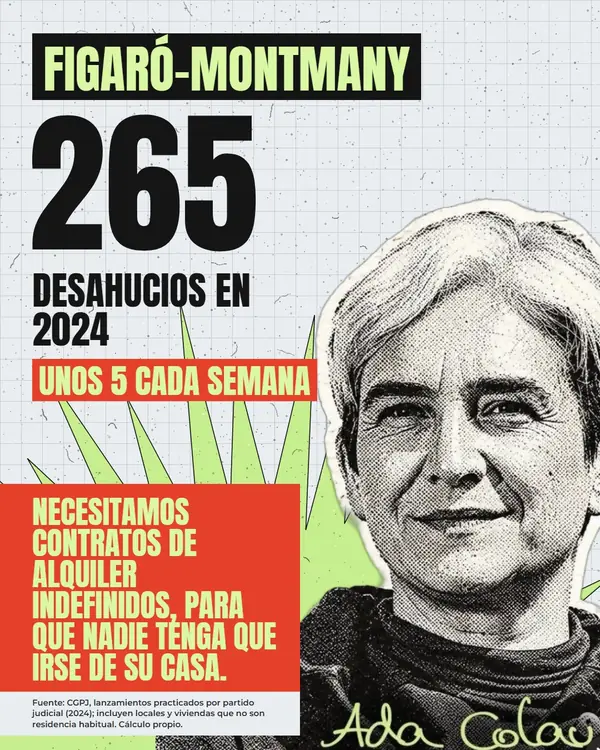 FIGARÓ-MONTMANY
265
DESAHUCIOS EN
2024
UNOS 5 CADA SEMANA
NECESITAMOS
CONTRATOS DE
ALQUILER
INDEFINIDOS, PARA
QUE NADIE TENGA QUE
IRSE DE SU CASA.
Fuente: CGPJ, lanzamientos practicados por partido
judicial (2024); incluyen locales y viviendas que no son
residencia habitual. Cálculo propio.
Ada Colau